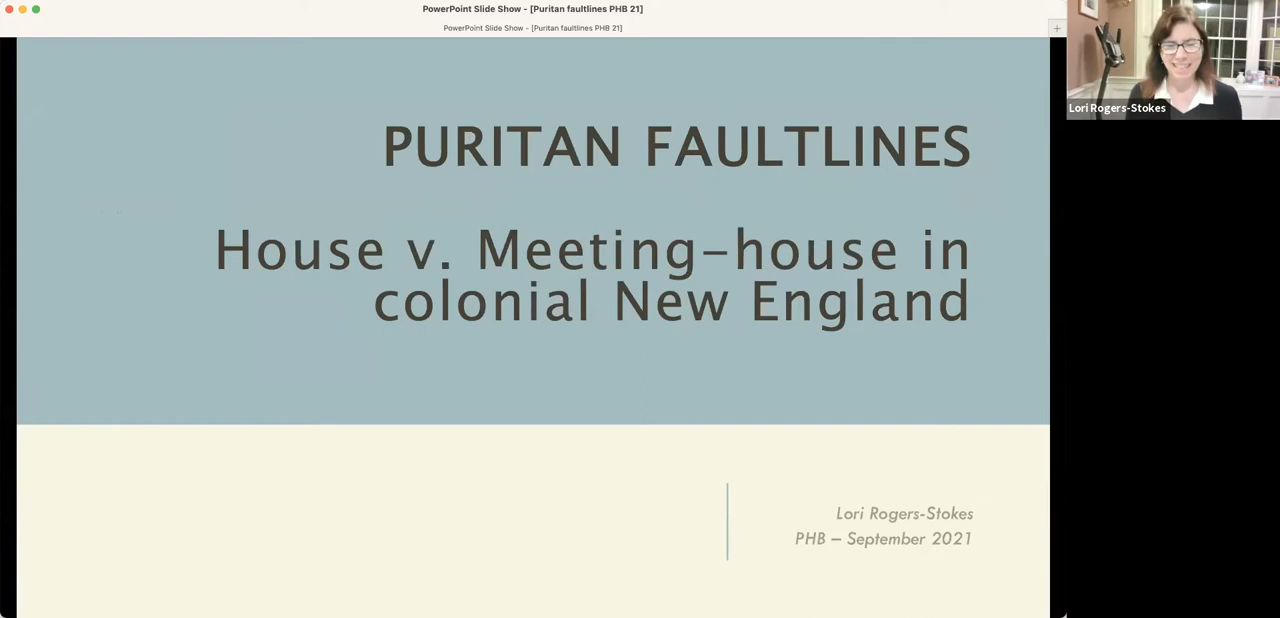 PowerPoint Slide Show - [Puritan faultlines PHB 21]
PowerPoint Slide Show - [Puritan faultlines PHB 21]
Lori Rogers-Stokes
PURITAN FAULTLINES
House v. Meeting-house in
colonial New England
Lori Rogers-Stokes
PHB – September 2021